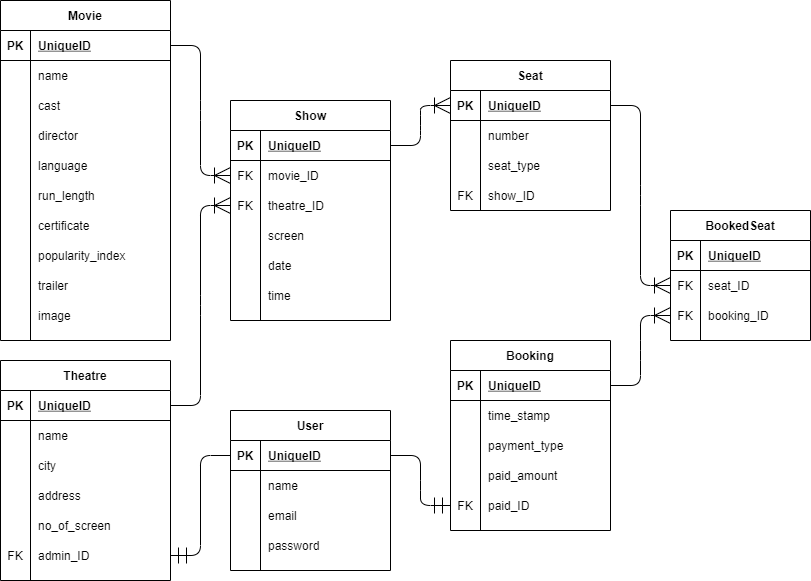 Movie
PK UniqueID
name
cast
director
language
run_length
certificate
popularity_index
trailer
image
Theatre
PK UniqueID
name
city
address
no_of_screen
FK admin_ID
Show
PK UniqueID
FK movie_ID
FK theatre_ID
screen
date
time
User
PK UniqueID
name
email
password
Seat
PK UniqueID
number
seat_type
FK show_ID
Booking
PK UniqueID
time_stamp
payment_type
paid_amount
FK paid_ID
BookedSeat
PK UniqueID
FK seat_ID
FK booking_ID